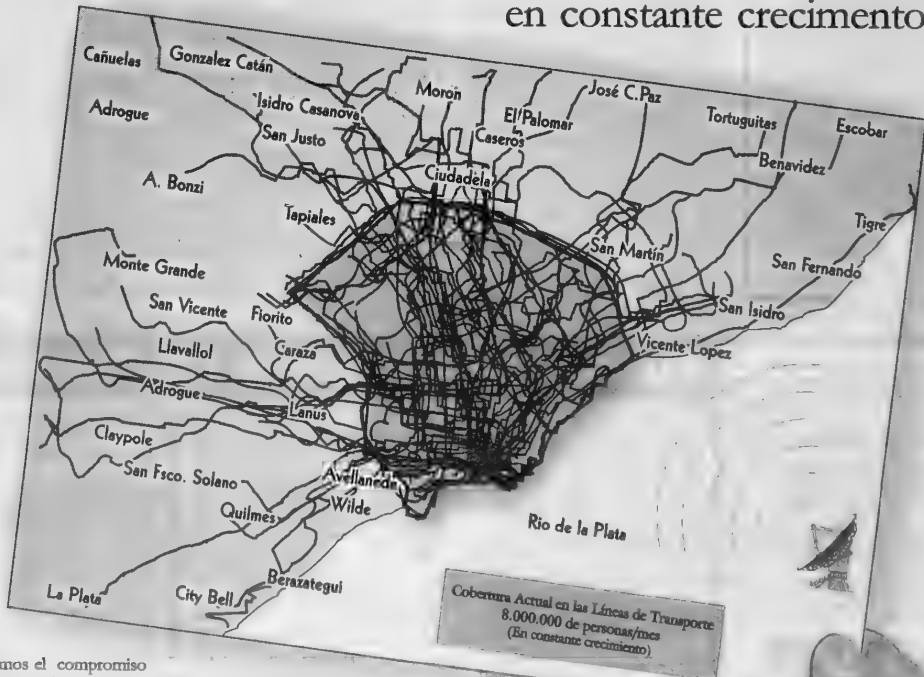 en constante crecimento
Cañuelas
Gonzalez Catán
Adrogue
Isidro Casanova
San Justo
Morón
Caseros
El Palomar
José C. Paz
Tortuguitas
Escobar
Benavidez
Ciudadela
A. Bonzi
Tapiales
San Martín
Tigre
San Fernando
San Isidro
Monte Grande
San Vicente
Fiorito
Caraza
Vicente Lopez
Llavallol
Adrogue
Lanus
Claypole
San Fsco. Solano
Avellaneda
Wilde
Quilmes
Rio de la Plata
La Plata
City Bell
Berazategui
Cobertura Actual en las Líneas de Transporte
8.000.000 de personas/mes
(En constante crecimiento)
mos el compromiso